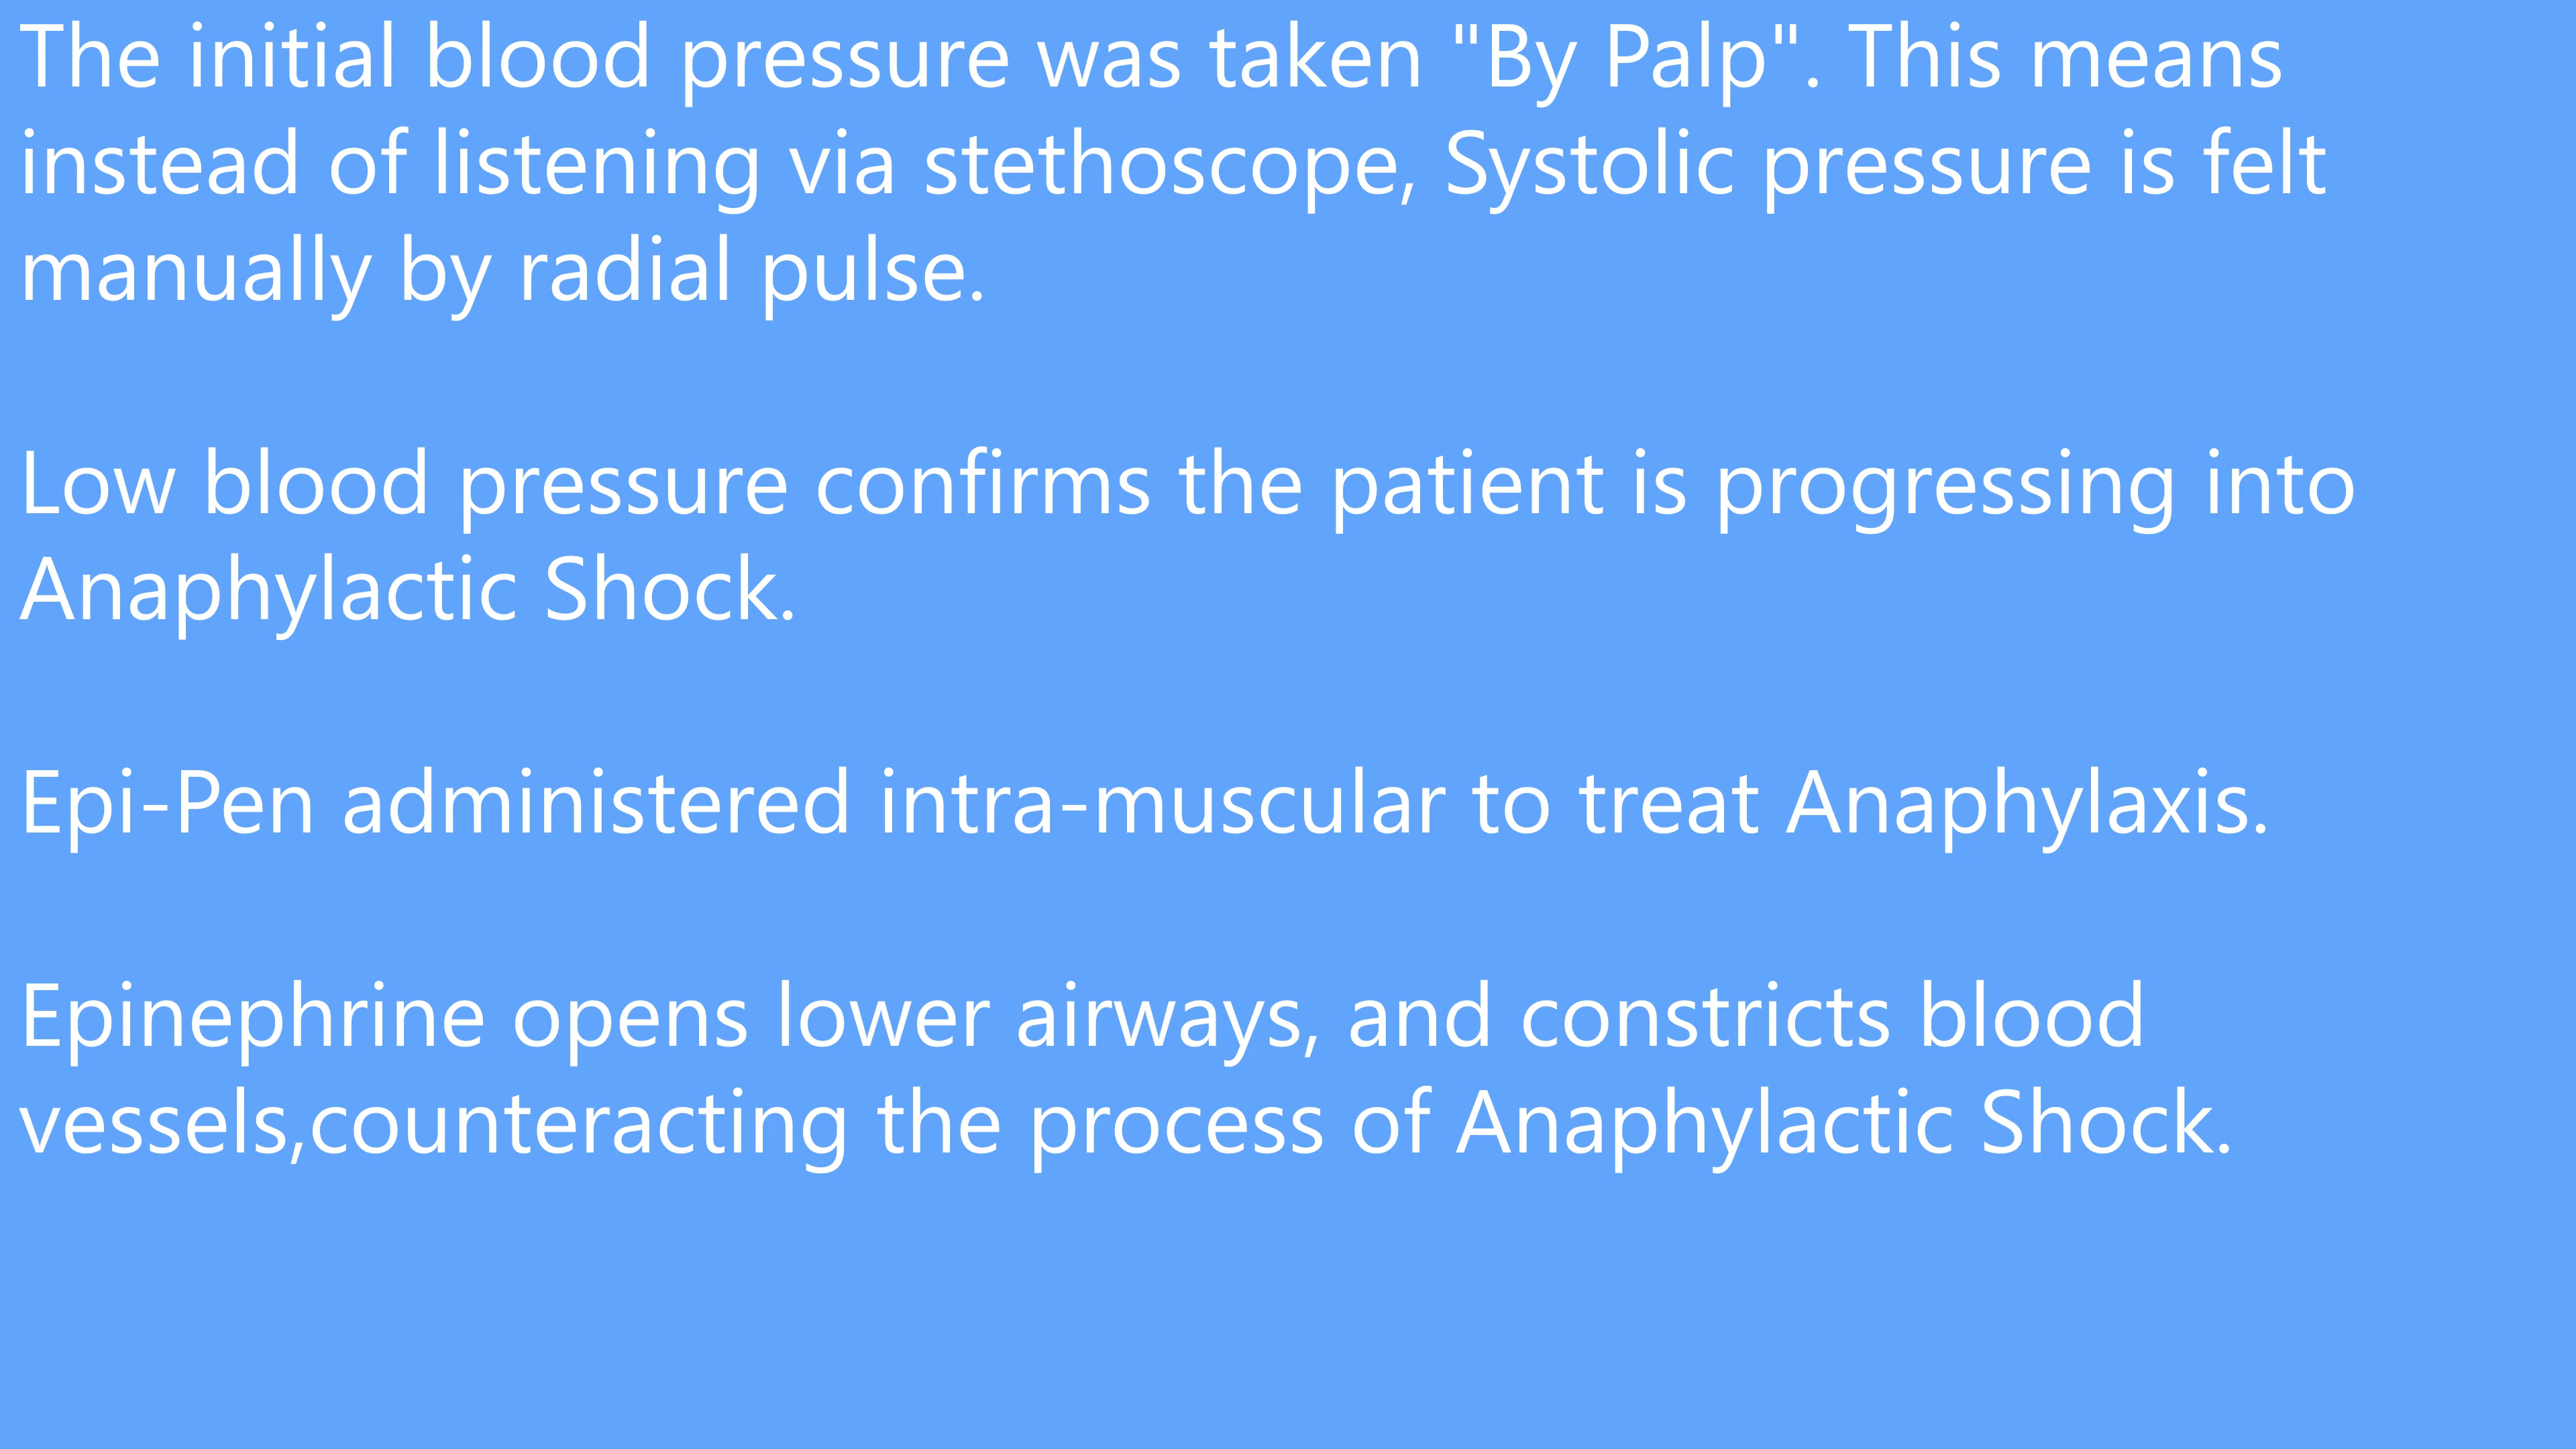 The initial blood pressure was taken "By Palp". This means
instead of listening via stethoscope, Systolic pressure is felt
manually by radial pulse.
Low blood pressure confirms the patient is progressing into
Anaphylactic Shock.
Epi-Pen administered intra-muscular to treat Anaphylaxis.
Epinephrine opens lower airways, and constricts blood
vessels,counteracting the process of Anaphylactic Shock.